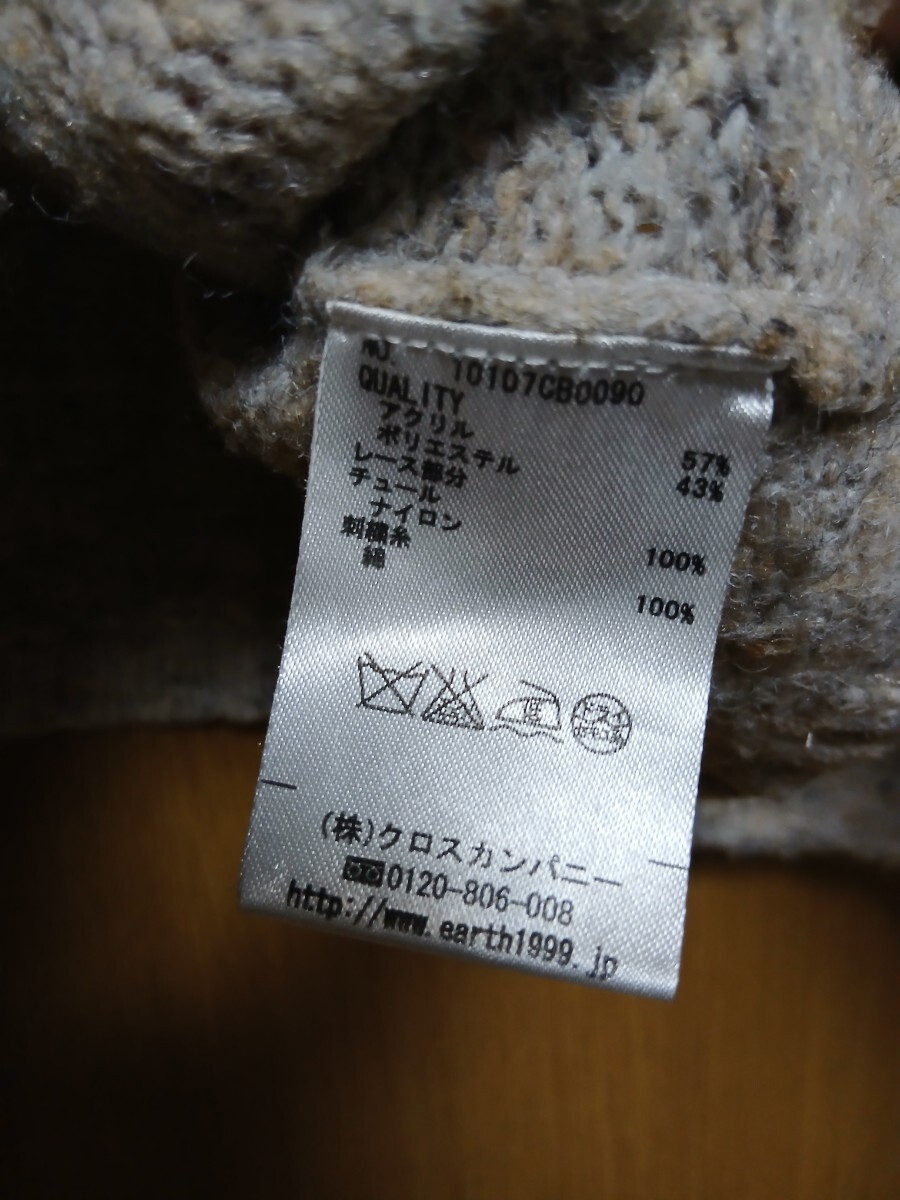 NO. 10107CB0090
QUALITY
アクリル 57%
ポリエステル 43%
レース部分
チュール
ナイロン 100%
刺繍糸
綿 100%
(株)クロスカンパニー
0120-806-008
http://www.earth1999.jp